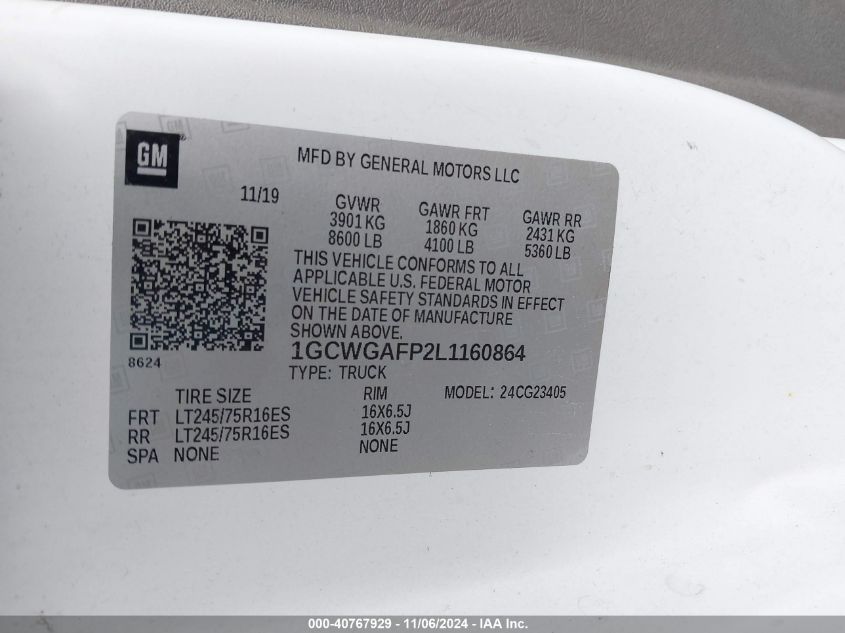 GM
MFD BY GENERAL MOTORS LLC
11/19
GVWR
3901 KG
8600 LB
GAWR FRT
1860 KG
4100 LB
GAWR RR
2431 KG
5360 LB
THIS VEHICLE CONFORMS TO ALL
APPLICABLE U.S. FEDERAL MOTOR
VEHICLE SAFETY STANDARDS IN EFFECT
ON THE DATE OF MANUFACTURE
SHOWN ABOVE.
8624
1GCWGAFP2L1160864
TYPE: TRUCK
MODEL: 24CG23405
TIRE SIZE RIM
FRT LT245/75R16ES 16X6.5J
RR LT245/75R16ES 16X6.5J
SPA NONE NONE
000-40767929 - 11/06/2024 - IAA Inc.